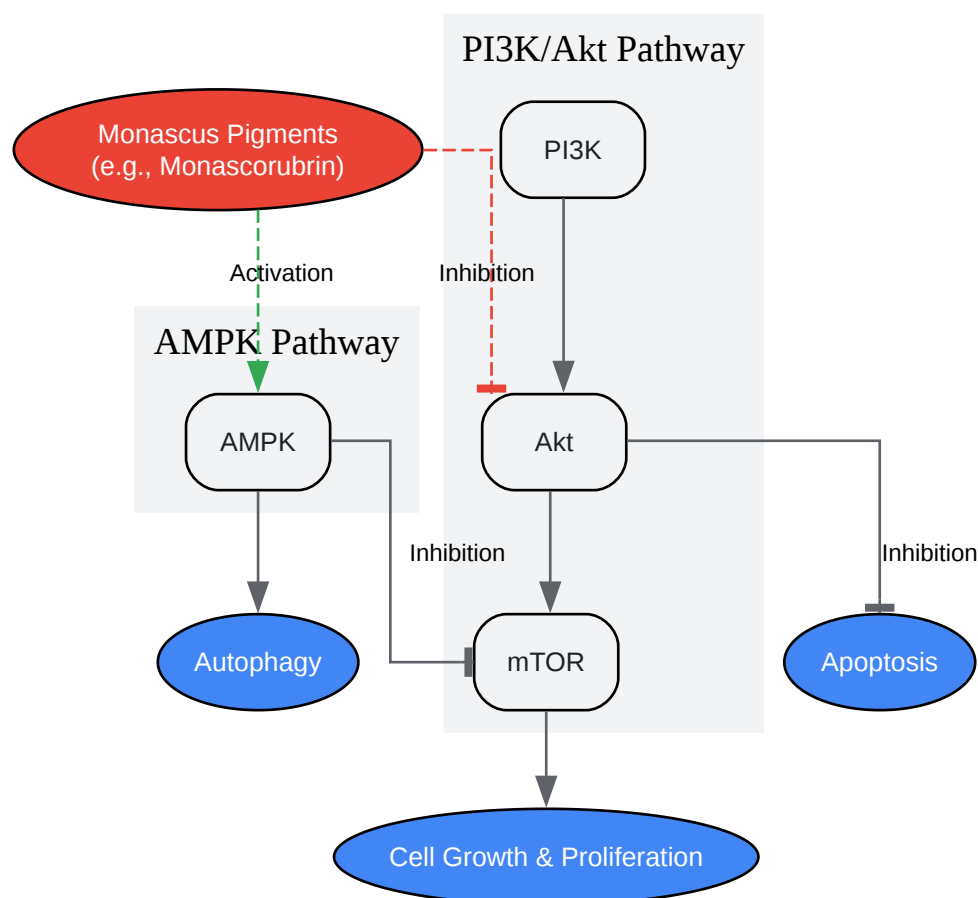 PI3K/Akt Pathway
Monascus Pigments
(e.g., Monascorubrin)
PI3K
Activation
Inhibition
AMPK Pathway
AMPK
Akt
Inhibition
Inhibition
Autophagy
mTOR
Apoptosis
Cell Growth & Proliferation